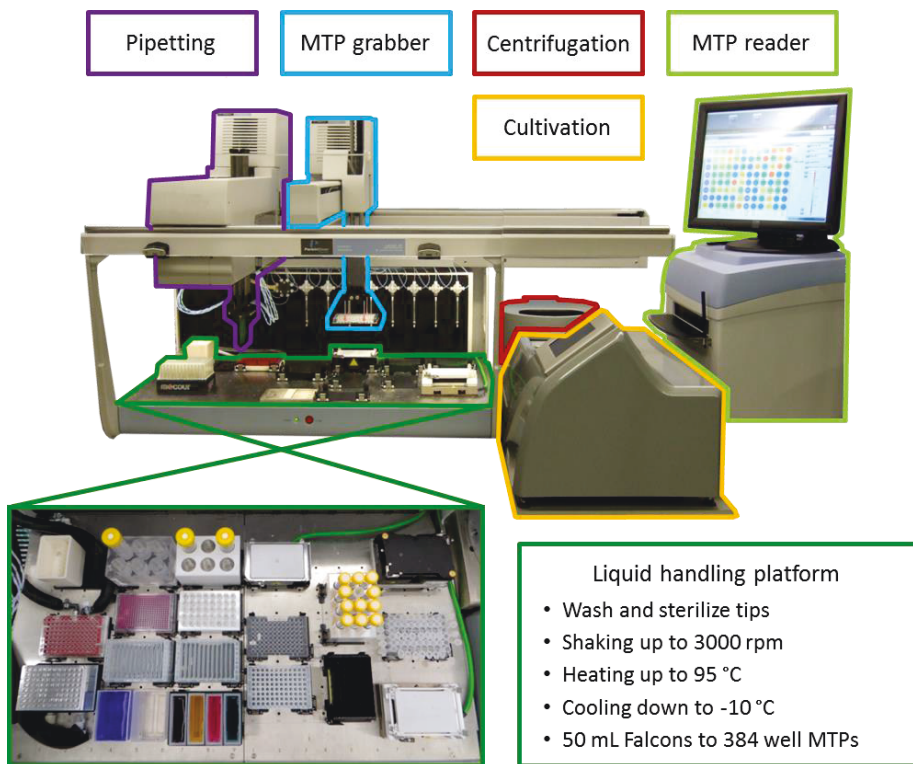 Pipetting
MTP grabber
Centrifugation
MTP reader
Cultivation
Liquid handling platform
• Wash and sterilize tips
• Shaking up to 3000 rpm
• Heating up to 95 °C
• Cooling down to -10 °C
• 50 mL Falcons to 384 well MTPs